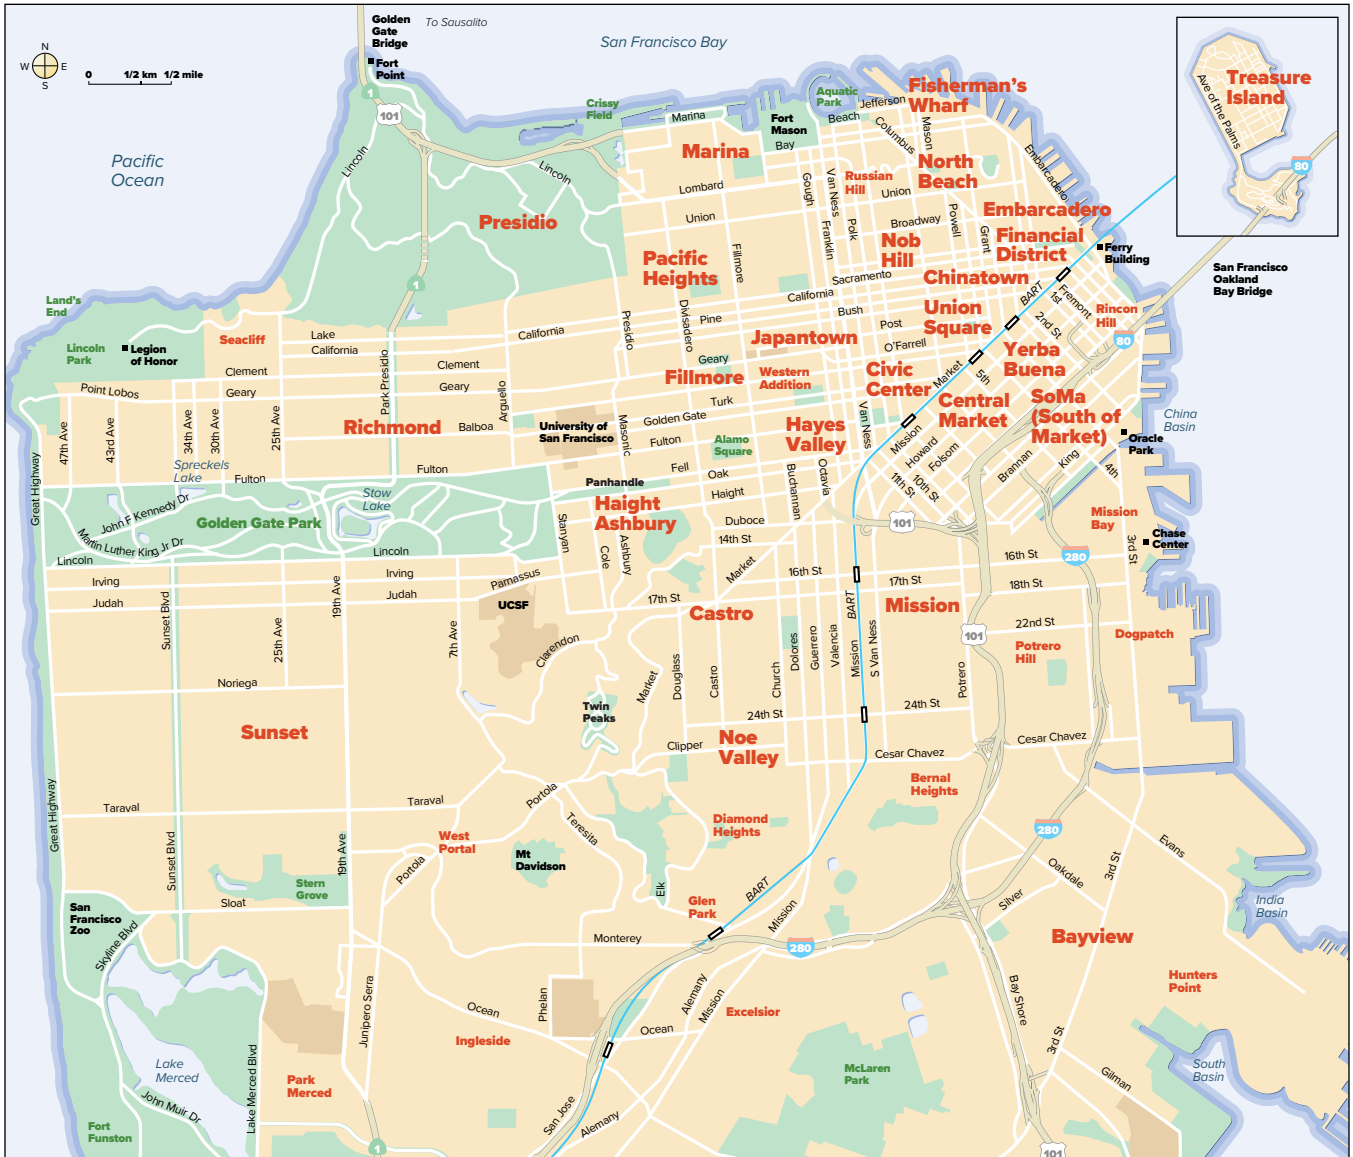 Golden
Gate
Bridge
To Sausalito
San Francisco Bay
N
W
E
S
0
1/2 km
1/2 mile
Fort
Point
1
101
Crissy
Field
Aquatic
Park
Fisherman's
Wharf
Jefferson
Beach
Marina
Fort
Mason
Columbus
Mason
Bay
Embarcadero
Treasure
Island
Ave of the Palms
80
Pacific
Ocean
Lincoln
Lincoln
Marina
North
Beach
Russian
Hill
Lombard
Gough
Van Ness
Union
Union
Presidio
Franklin
Polk
Broadway
Powell
Grant
Embarcadero
Financial
District
Nob
Hill
Ferry
Building
Pacific
Heights
Fillmore
Chinatown
Sacramento
California
San Francisco
Oakland
Bay Bridge
1
BART
1st
Fremont
Land's
End
Presidio
Divisadero
Pine
Bush
Post
Union
Square
2nd St
Rincon
Hill
Lincoln
Park
Legion
of Honor
Seacliff
Lake
California
California
Japantown
O'Farrell
80
Yerba
Buena
Park Presidio
Clement
Clement
Geary
Fillmore
Western
Addition
Civic
Center
Market
5th
Point Lobos
Geary
Geary
Arguello
Turk
Central
Market
SoMa
(South of
Market)
China
Basin
47th Ave
43rd Ave
34th Ave
30th Ave
25th Ave
Richmond
Balboa
University of
San Francisco
Masonic
Golden Gate
Fulton
Hayes
Valley
Van Ness
Mission
Howard
Folsom
Oracle
Park
Alamo
Square
Brannan
King
4th
Great Highway
Spreckels
Lake
Fulton
Fulton
Fell
Oak
Buchannan
Octavia
Panhandle
11th St
10th St
Stow
Lake
John F Kennedy Dr
Golden Gate Park
Martin Luther King Jr Dr
Haight
Haight
Ashbury
Duboce
101
Mission
Bay
Chase
Center
3rd St
Stanyan
Cole
Ashbury
14th St
Lincoln
Lincoln
16th St
280
Irving
Irving
Judah
Judah
Parnassus
UCSF
Market
16th St
17th St
18th St
17th St
Castro
BART
Mission
19th Ave
Sunset Blvd
25th Ave
7th Ave
Clarendon
22nd St
101
Dogpatch
Potrero
Hill
Market
Douglass
Castro
Church
Dolores
Guerrero
Valencia
Mission
S Van Ness
Potrero
Noriega
Twin
Peaks
24th St
24th St
Sunset
Noe
Valley
Clipper
Cesar Chavez
Cesar Chavez
Bernal
Heights
Great Highway
Taraval
Taraval
Portola
Teresita
Diamond
Heights
280
Sunset Blvd
19th Ave
West
Portal
Portola
Mt
Davidson
Evans
Oakdale
3rd St
Stern
Grove
Elk
BART
Silver
San
Francisco
Zoo
Sloat
Glen
Park
Mission
India
Basin
Skyline Blvd
Monterey
280
Bayview
Junipero Serra
Phelan
Alemany
Mission
Hunters
Point
Bay Shore
Ocean
Ocean
Excelsior
Ingleside
3rd St
Lake
Merced
Lake Merced Blvd
Park
Merced
McLaren
Park
South
Basin
Gilman
John Muir Dr
San Jose
Alemany
Fort
Funston
1
101